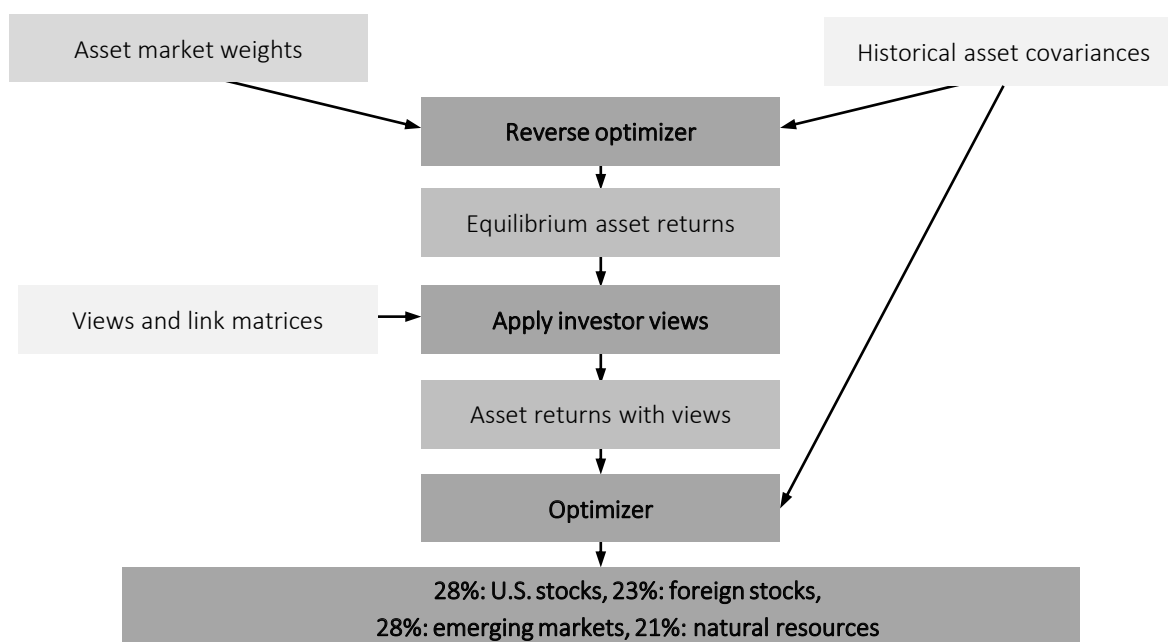 Asset market weights
Historical asset covariances
Reverse optimizer
Equilibrium asset returns
Views and link matrices
Apply investor views
Asset returns with views
Optimizer
28%: U.S. stocks, 23%: foreign stocks,
28%: emerging markets, 21%: natural resources